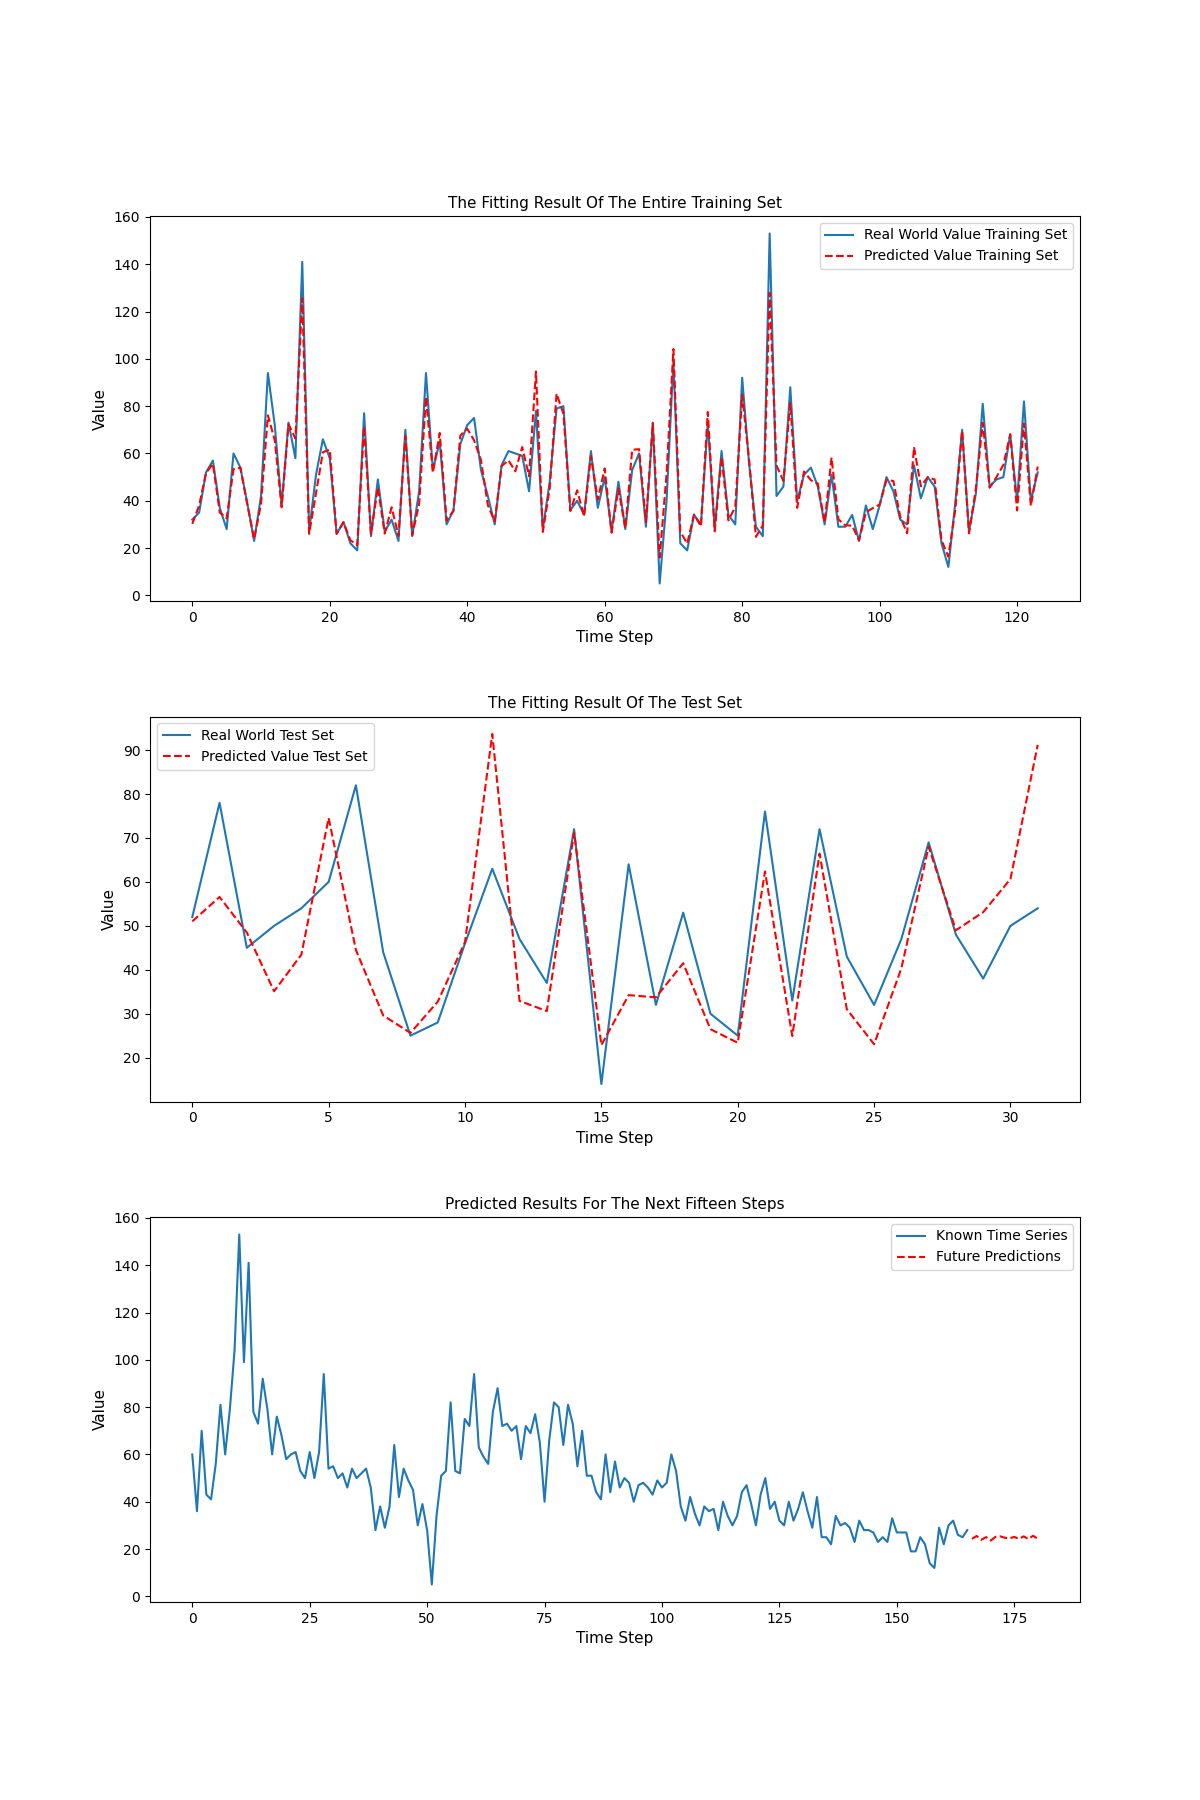 The Fitting Result Of The Entire Training Set
160
140
120
100
80
60
40
20
0
Value
Real World Value Training Set
Predicted Value Training Set
0 20 40 60 80 100 120
Time Step
The Fitting Result Of The Test Set
90
80
70
60
50
40
30
20
Value
Real World Test Set
Predicted Value Test Set
0 5 10 15 20 25 30
Time Step
Predicted Results For The Next Fifteen Steps
160
140
120
100
80
60
40
20
0
Value
Known Time Series
Future Predictions
0 25 50 75 100 125 150 175
Time Step